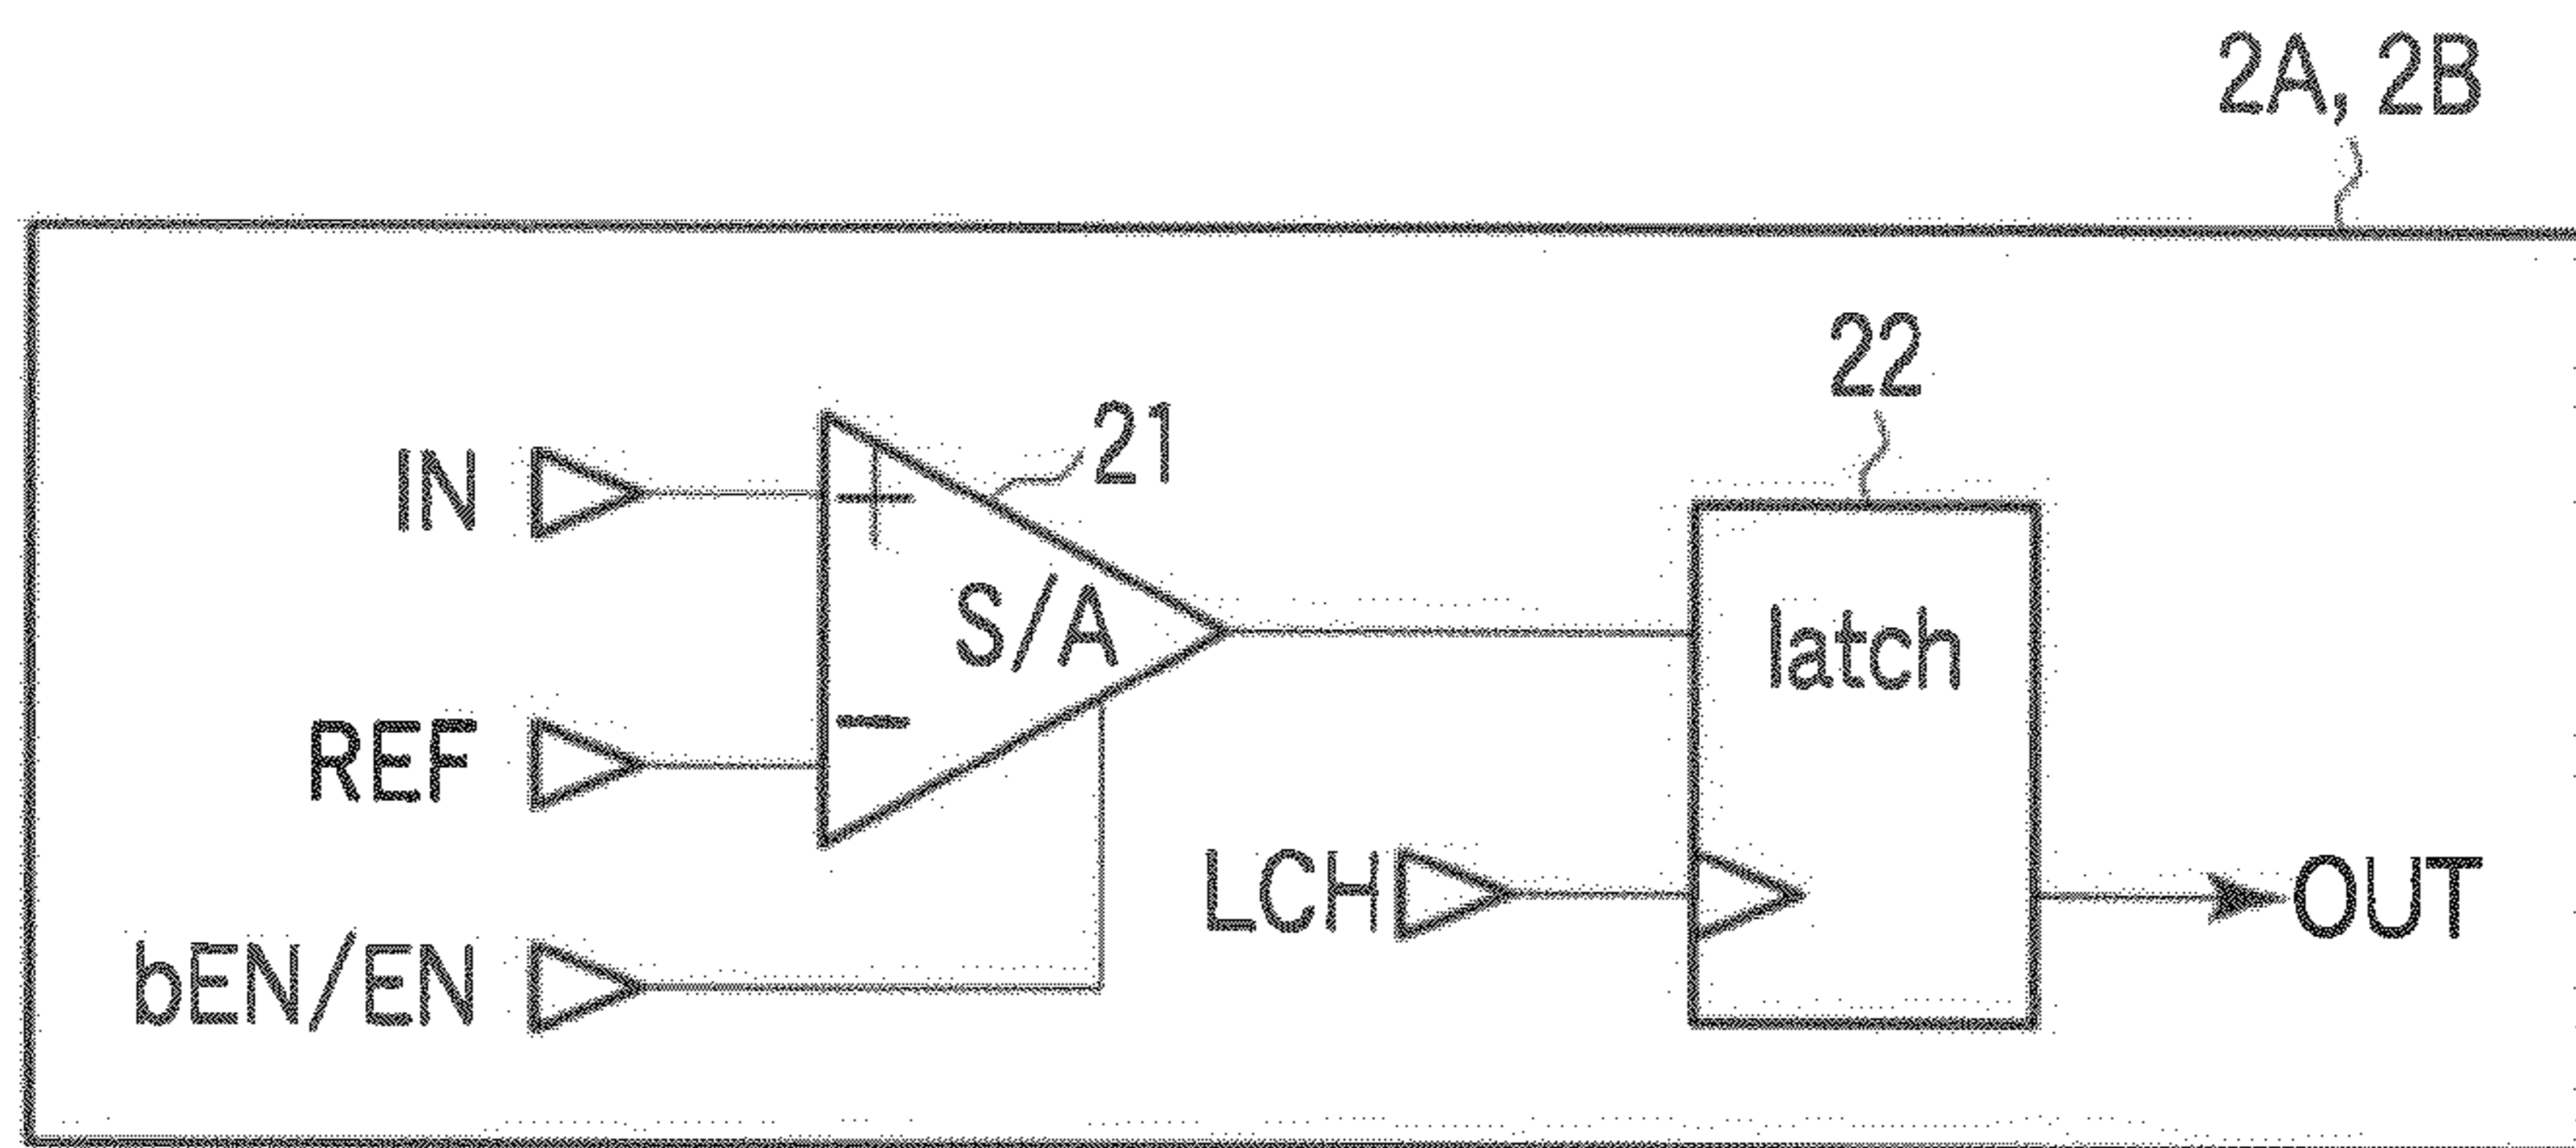 2A, 2B
22
21
IN
+
S/A
latch
REF
−
LCH
OUT
bEN/EN